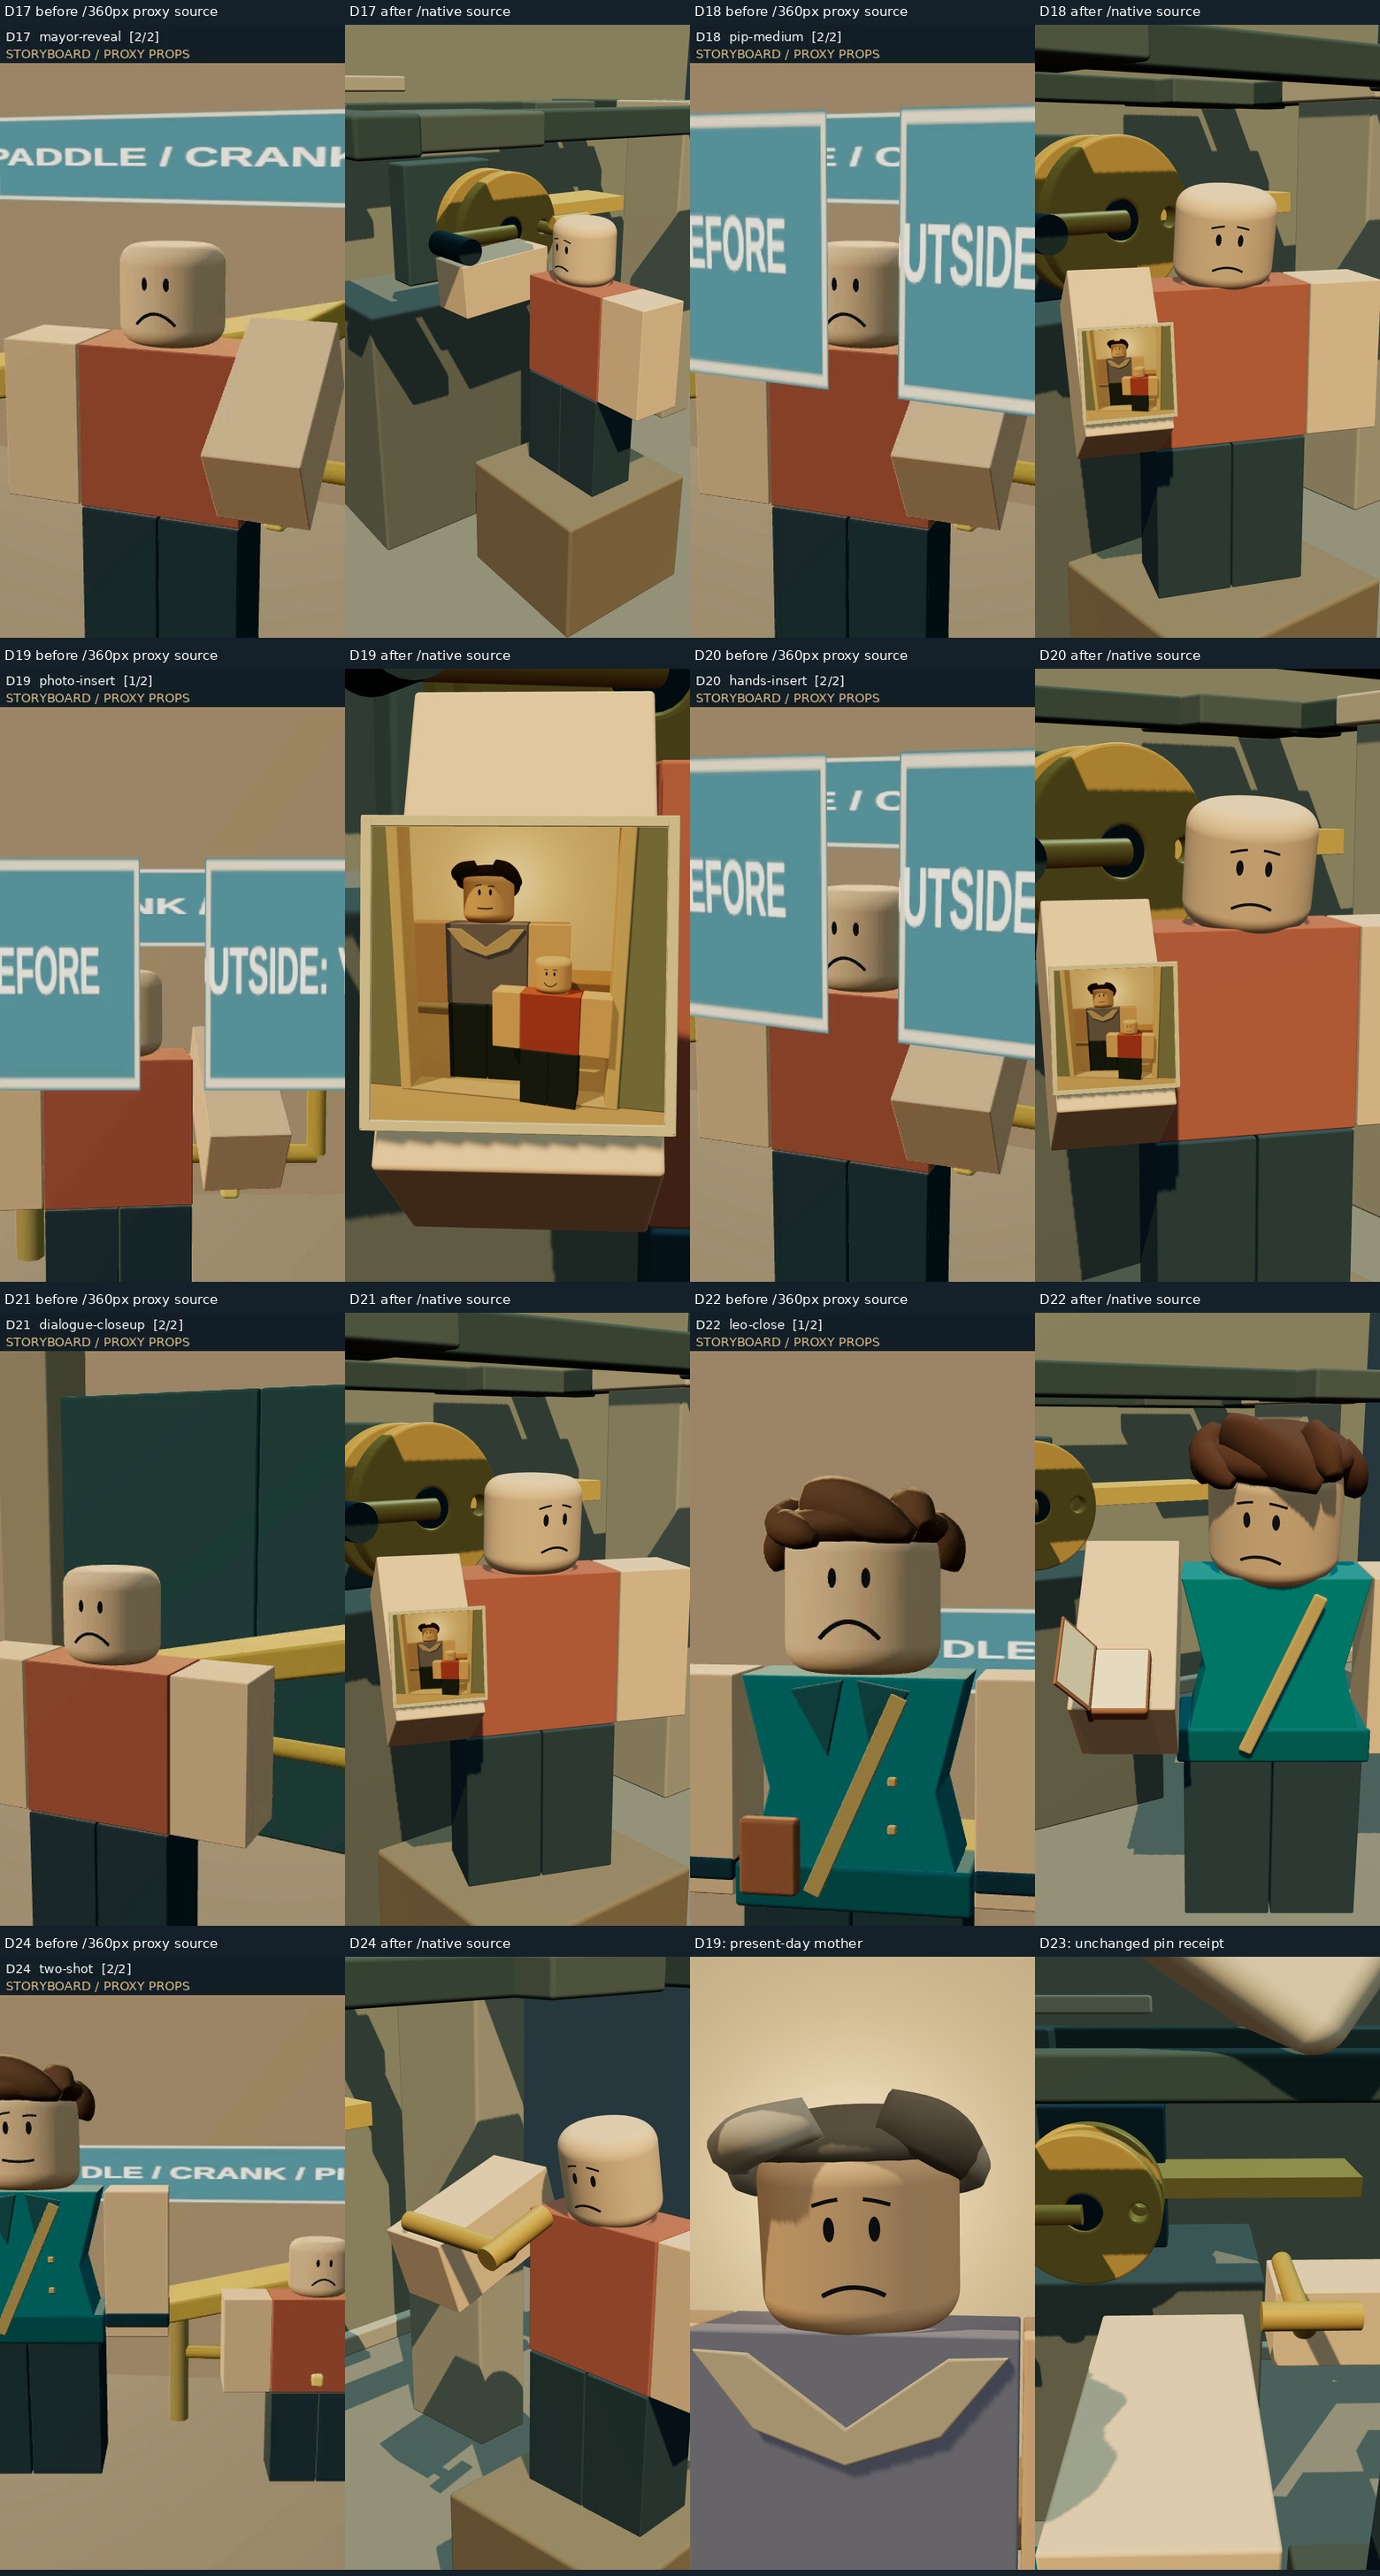 D17 before /360px proxy source
D17 after /native source
D18 before /360px proxy source
D18 after /native source
D17 mayor-reveal [2/2]
STORYBOARD / PROXY PROPS
D18 pip-medium [2/2]
STORYBOARD / PROXY PROPS
PADDLE / CRANK
E / C
EFORE
UTSIDE
D19 before /360px proxy source
D19 after /native source
D20 before /360px proxy source
D20 after /native source
D19 photo-insert [1/2]
STORYBOARD / PROXY PROPS
D20 hands-insert [2/2]
STORYBOARD / PROXY PROPS
NK /
EFORE
UTSIDE:
E / C
EFORE
UTSIDE
D21 before /360px proxy source
D21 after /native source
D22 before /360px proxy source
D22 after /native source
D21 dialogue-closeup [2/2]
STORYBOARD / PROXY PROPS
D22 leo-close [1/2]
STORYBOARD / PROXY PROPS
DLE
D24 before /360px proxy source
D24 after /native source
D19: present-day mother
D23: unchanged pin receipt
D24 two-shot [2/2]
STORYBOARD / PROXY PROPS
DLE / CRANK / PI